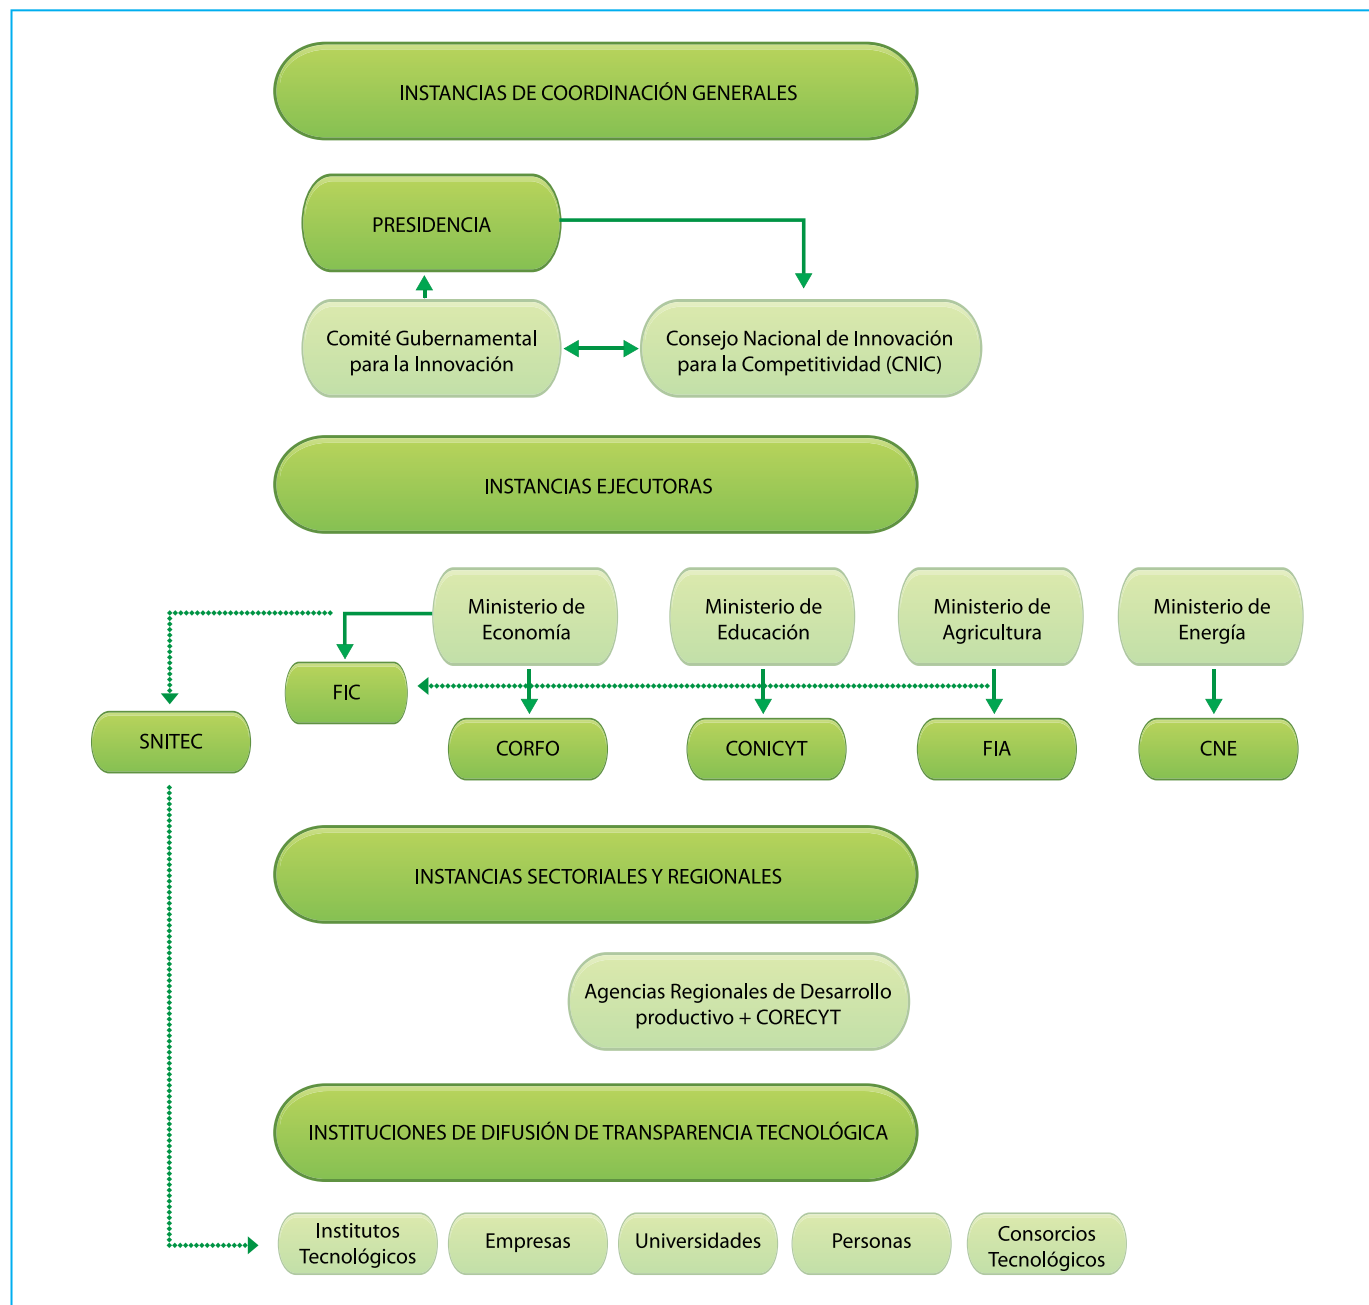 INSTANCIAS DE COORDINACIÓN GENERALES
PRESIDENCIA
Comité Gubernamental
para la Innovación
Consejo Nacional de Innovación
para la Competitividad (CNIC)
INSTANCIAS EJECUTORAS
Ministerio de
Economía
Ministerio de
Educación
Ministerio de
Agricultura
Ministerio de
Energía
FIC
SNITEC
CORFO
CONICYT
FIA
CNE
INSTANCIAS SECTORIALES Y REGIONALES
Agencias Regionales de Desarrollo
productivo + CORECYT
INSTITUCIONES DE DIFUSIÓN DE TRANSPARENCIA TECNOLÓGICA
Institutos
Tecnológicos
Empresas
Universidades
Personas
Consorcios
Tecnológicos